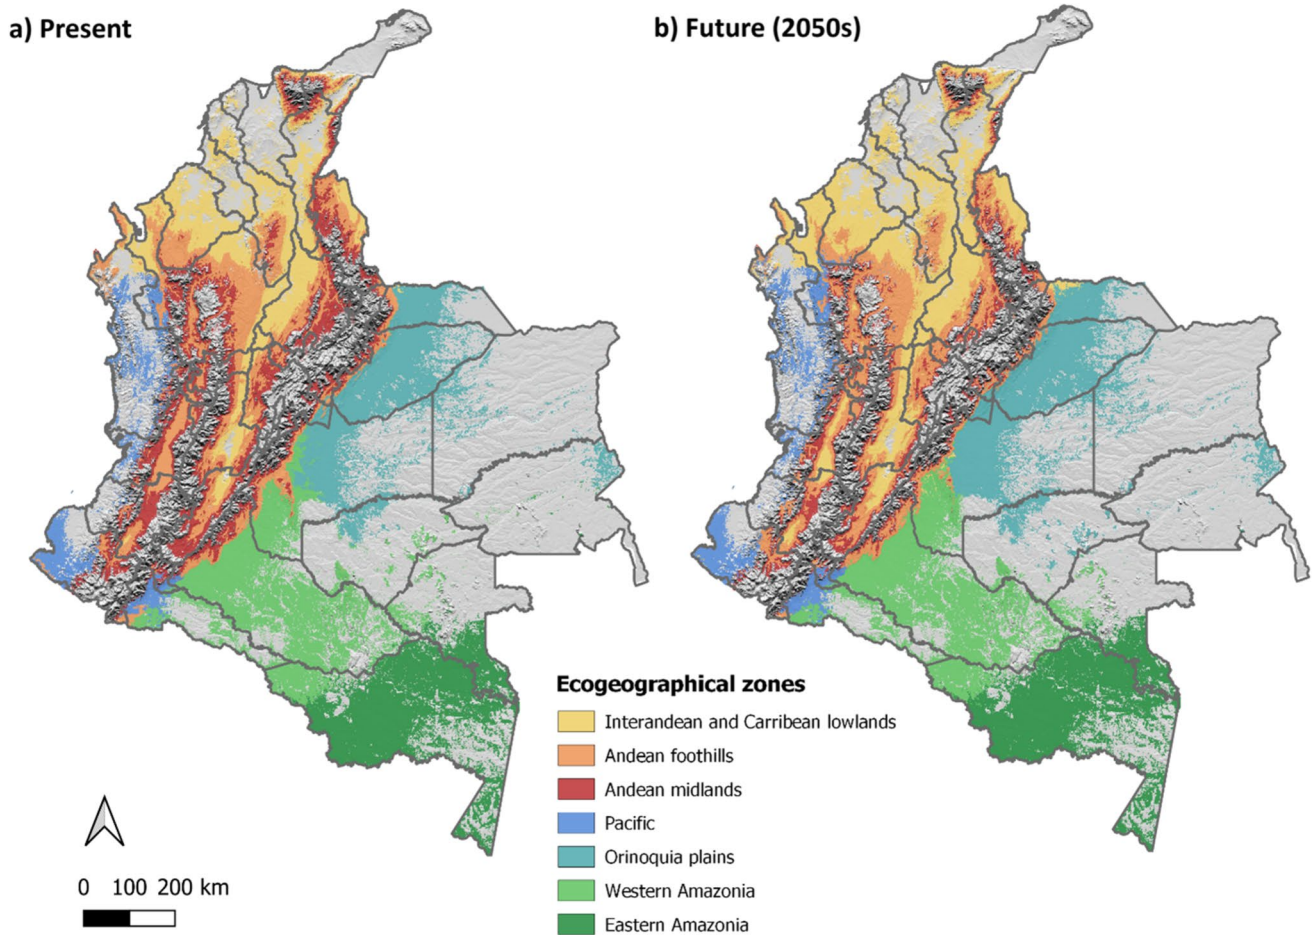 a) Present
b) Future (2050s)
Ecogeographical zones
Interandean and Carribean lowlands
Andean foothills
Andean midlands
Pacific
Orinoquia plains
Western Amazonia
Eastern Amazonia
0 100 200 km